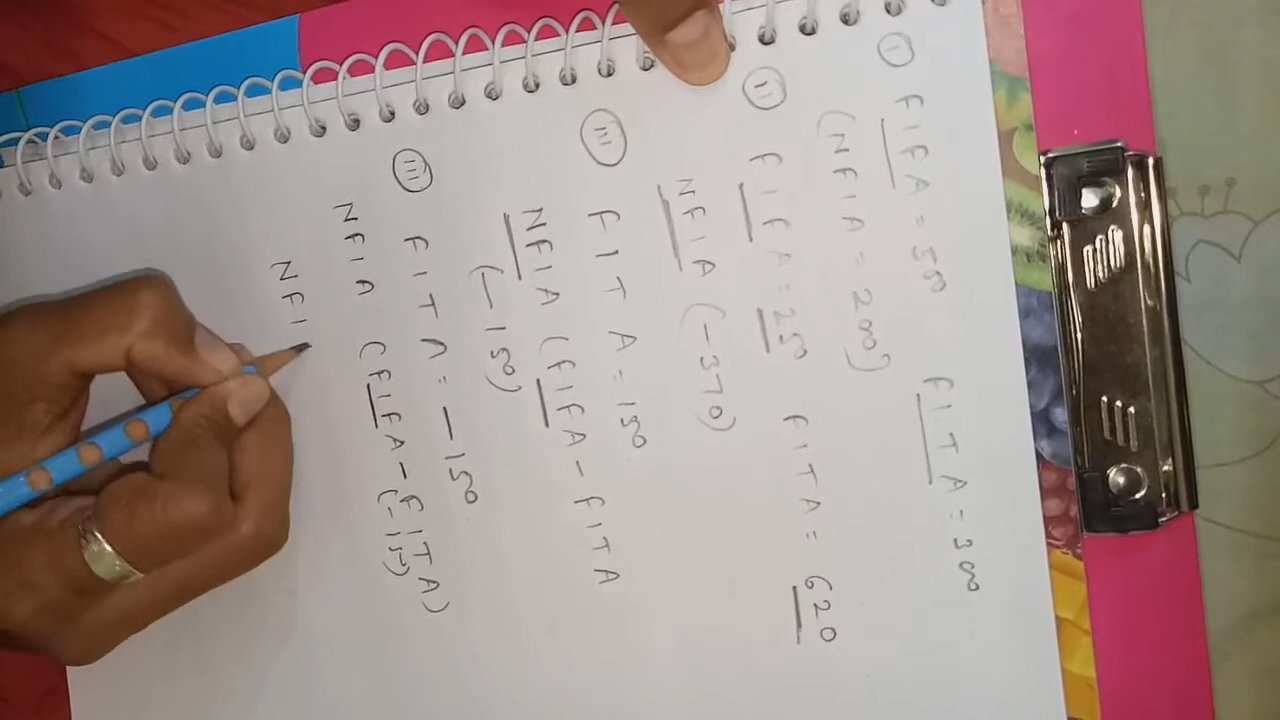 (i) FIFA = 500 FITA = 300
(NFIA = 200)
(ii) FIFA = 250 FITA = 620
NFIA (-370)
(iii) FITA = 150
NFIA (FIFA - FITA
(-150)
(iii) FITA = -150
NFIA (FIFA - FITA)
NFI